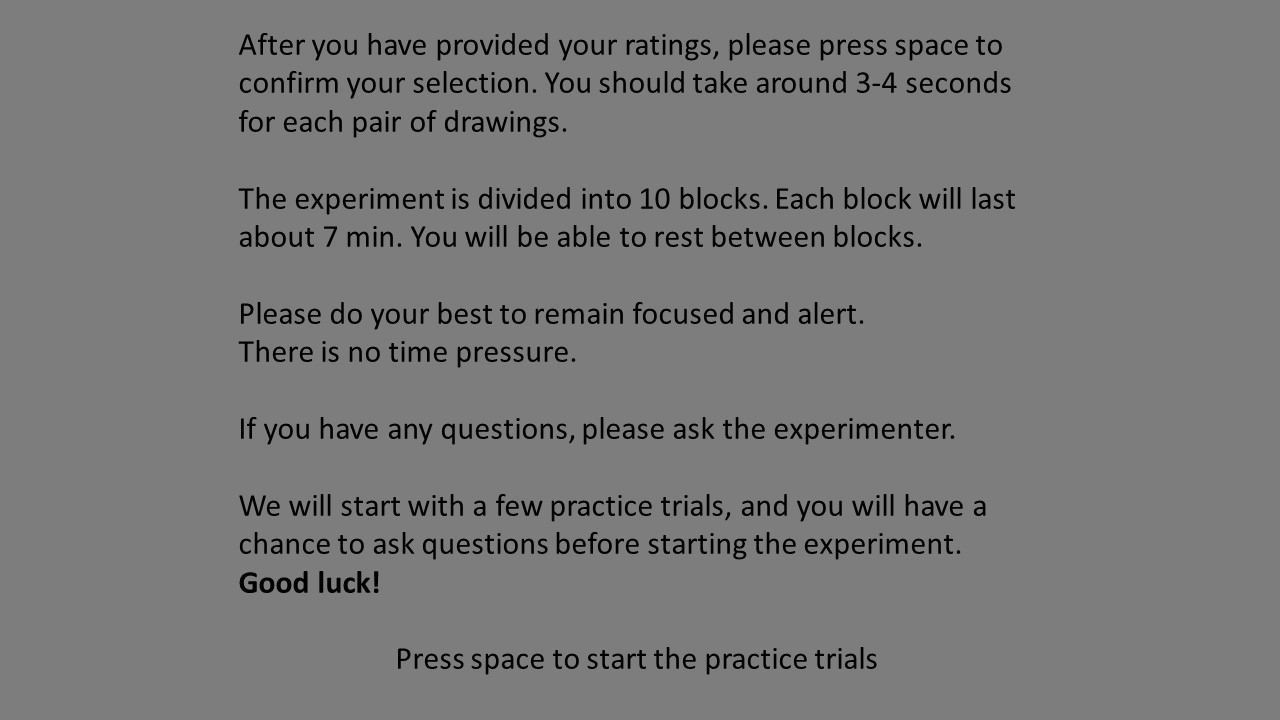 After you have provided your ratings, please press space to
confirm your selection. You should take around 3-4 seconds
for each pair of drawings.
The experiment is divided into 10 blocks. Each block will last
about 7 min. You will be able to rest between blocks.
Please do your best to remain focused and alert.
There is no time pressure.
If you have any questions, please ask the experimenter.
We will start with a few practice trials, and you will have a
chance to ask questions before starting the experiment.
Good luck!
Press space to start the practice trials